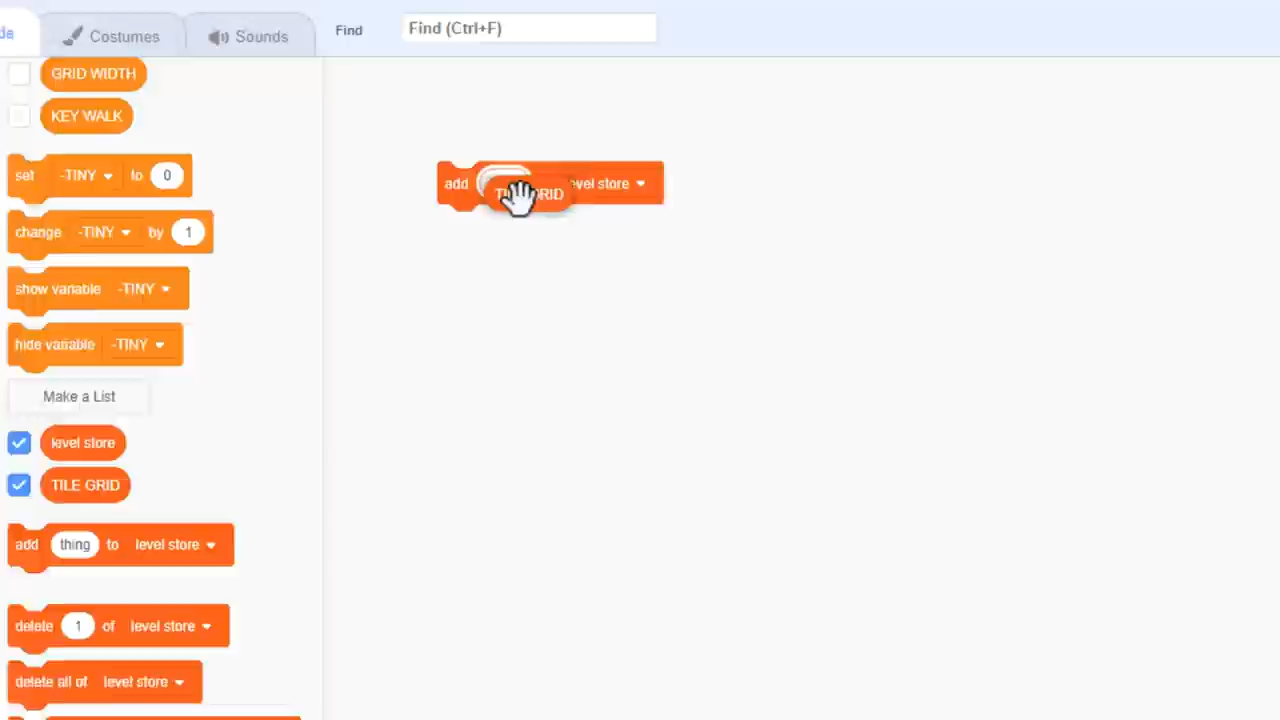 Costumes
Sounds
Find
Find (Ctrl+F)
GRID WIDTH
KEY WALK
set -TINY to 0
change -TINY by 1
show variable -TINY
hide variable -TINY
Make a List
level store
TILE GRID
add thing to level store
delete 1 of level store
delete all of level store
add
store